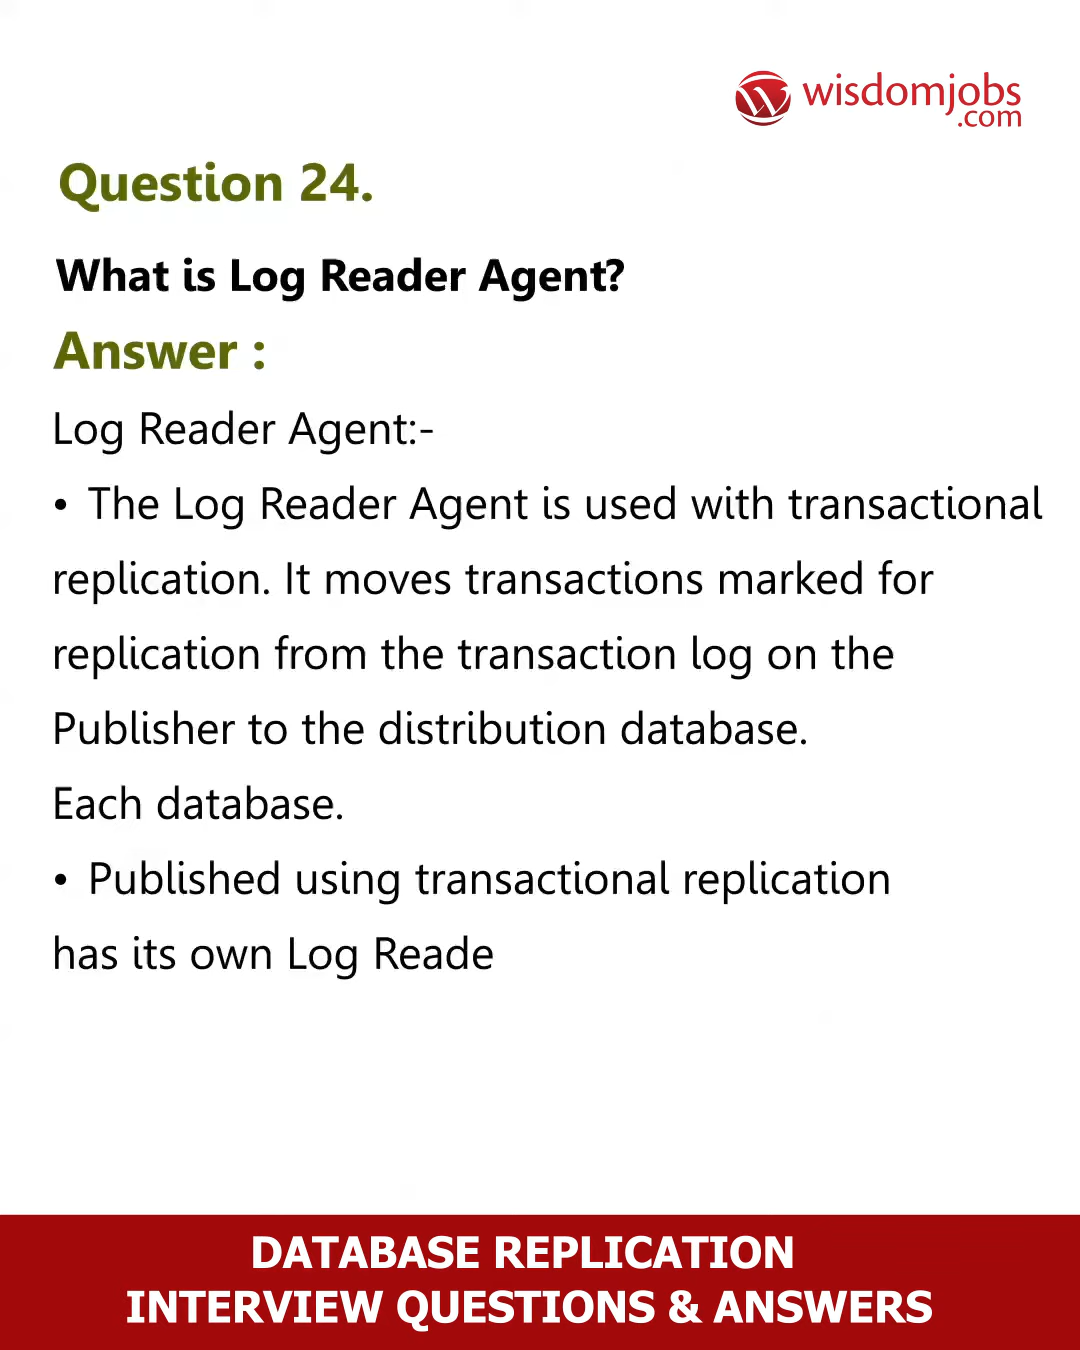 wisdomjobs
.com
Question 24.
What is Log Reader Agent?
Answer :
Log Reader Agent:-
• The Log Reader Agent is used with transactional
replication. It moves transactions marked for
replication from the transaction log on the
Publisher to the distribution database.
Each database.
• Published using transactional replication
has its own Log Reade
DATABASE REPLICATION
INTERVIEW QUESTIONS & ANSWERS